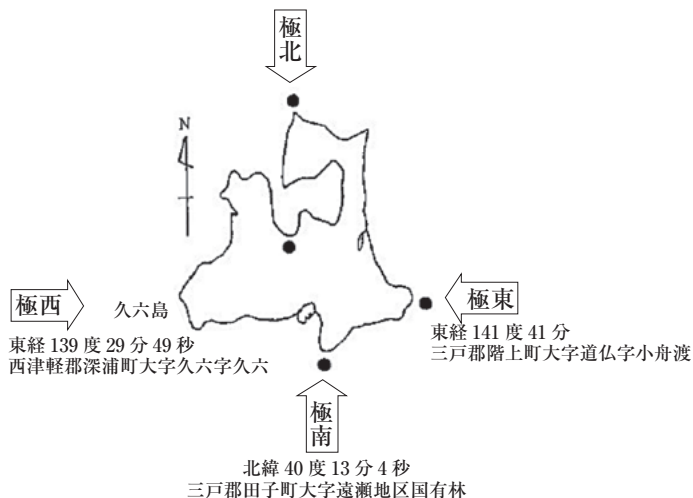 極北
N
極西
久六島
東経 139 度 29 分 49 秒
西津軽郡深浦町大字久六字久六
極東
東経 141 度 41 分
三戸郡階上町大字道仏字小舟渡
極南
北緯 40 度 13 分 4 秒
三戸郡田子町大字遠瀬地区国有林